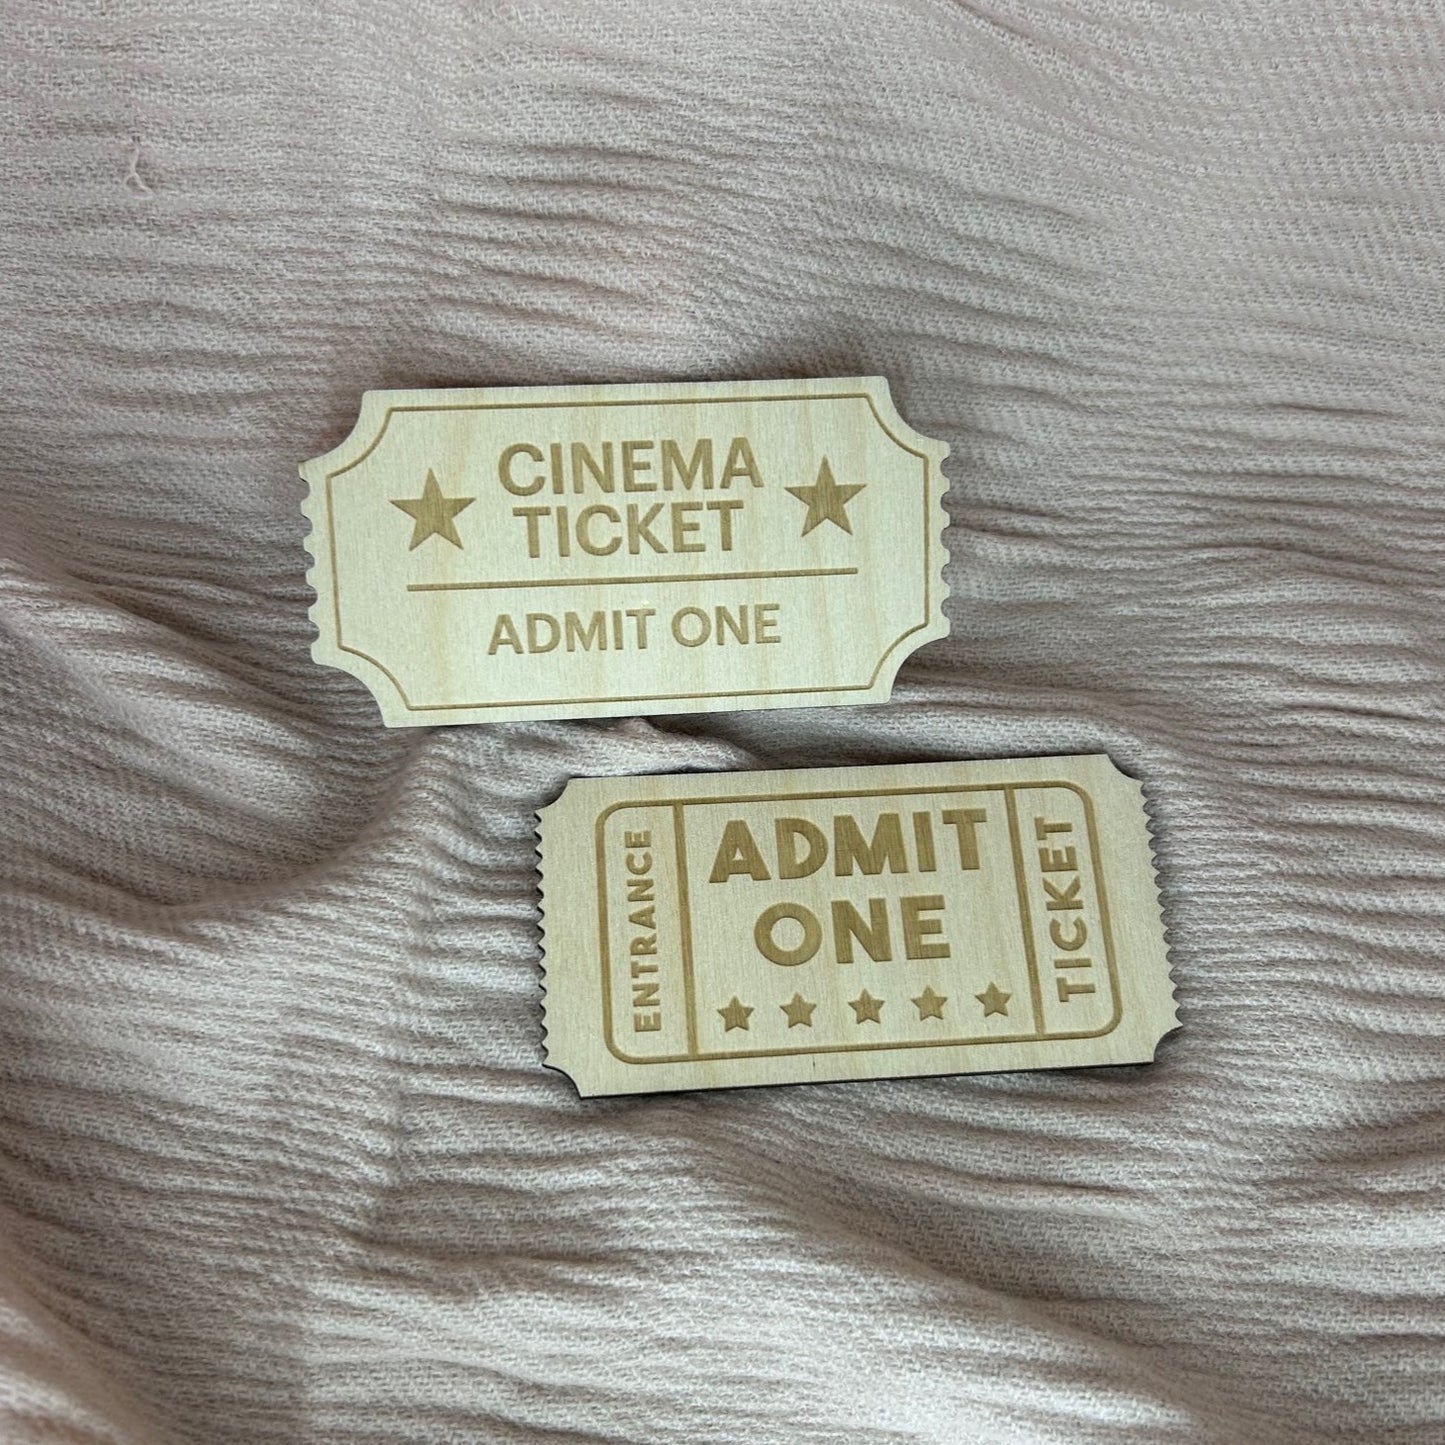 CINEMA
TICKET
ADMIT ONE
ENTRANCE
ADMIT
ONE
TICKET